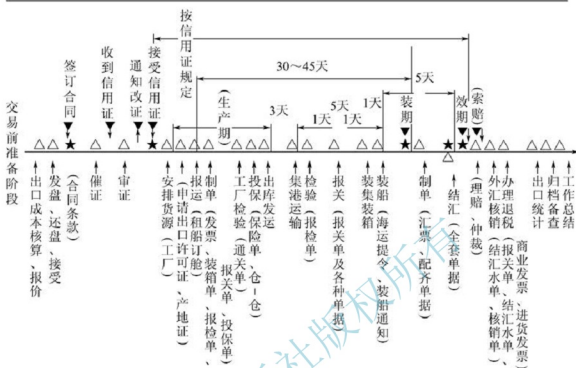 交易前准备阶段
签订合同
收到信用证
通知改证
接受信用证
按信用证规定
(生产期)
30~45天
3天
5天
1天
1天
1天
5天
装期
效期
(索赔)
出口成本核算、报价
发盘、还盘、接受
(合同条款)
催证
审证
安排货源(工厂)
(申请出口许可证、产地证)
报运(租船订舱)
制单(发票、装箱单、报检单、
报关单、投保单)
工厂检验(通关单)
投保(保险单、仓-仓)
出库发运
集港运输
检验(报检单)
报关(报关单及各种单据)
装集装箱
装船(海运提单、装船通知)
制单(汇票、配齐单据)
结汇(全套单据)
(理赔、仲裁)
外汇核销(结汇水单、核销单)
办理退税(报关单、结汇水单、
商业发票、进货发票)
出口统计
归档备查
工作总结
社版权所有